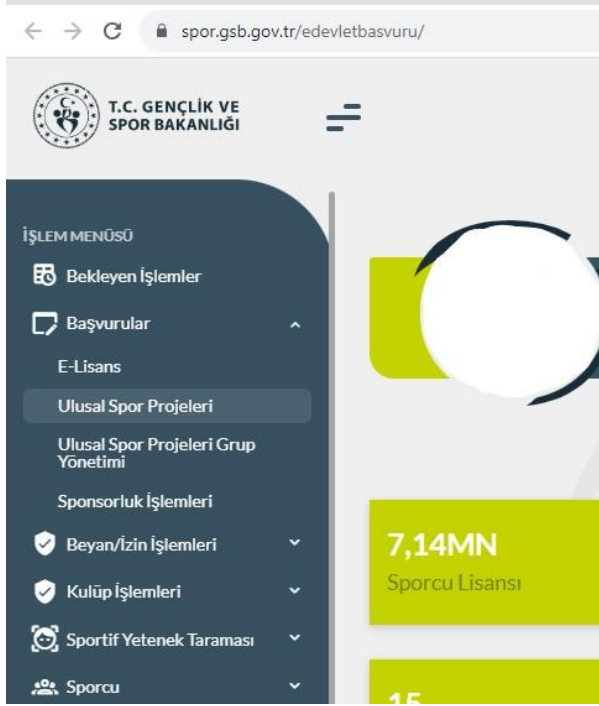 spor.gsb.gov.tr/edevletbasvuru/
T.C. GENÇLİK VE
SPOR BAKANLIĞI
İŞLEM MENÜSÜ
Bekleyen İşlemler
Başvurular
E-Lisans
Ulusal Spor Projeleri
Ulusal Spor Projeleri Grup
Yönetimi
Sponsorluk İşlemleri
Beyan/İzin İşlemleri
Kulüp İşlemleri
Sportif Yetenek Taraması
Sporcu
7,14MN
Sporcu Lisansı
15